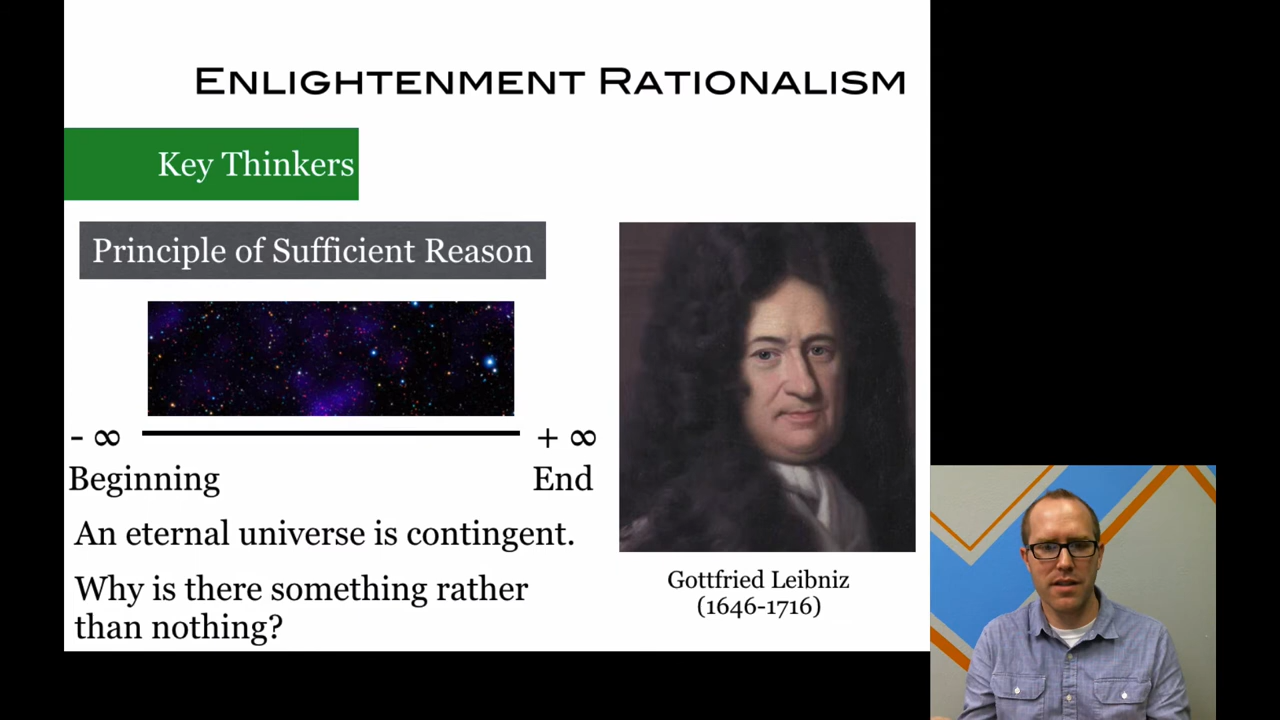 ENLIGHTENMENT RATIONALISM
Key Thinkers
Principle of Sufficient Reason
- ∞
+ ∞
Beginning
End
An eternal universe is contingent.
Why is there something rather
than nothing?
Gottfried Leibniz
(1646-1716)